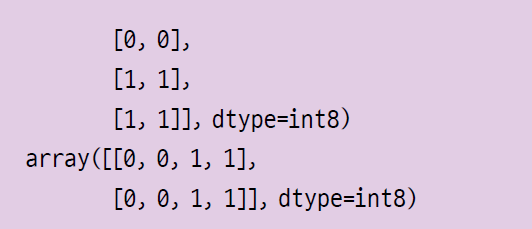 [0, 0],
[1, 1],
[1, 1]], dtype=int8)
array([[0, 0, 1, 1],
[0, 0, 1, 1]], dtype=int8)